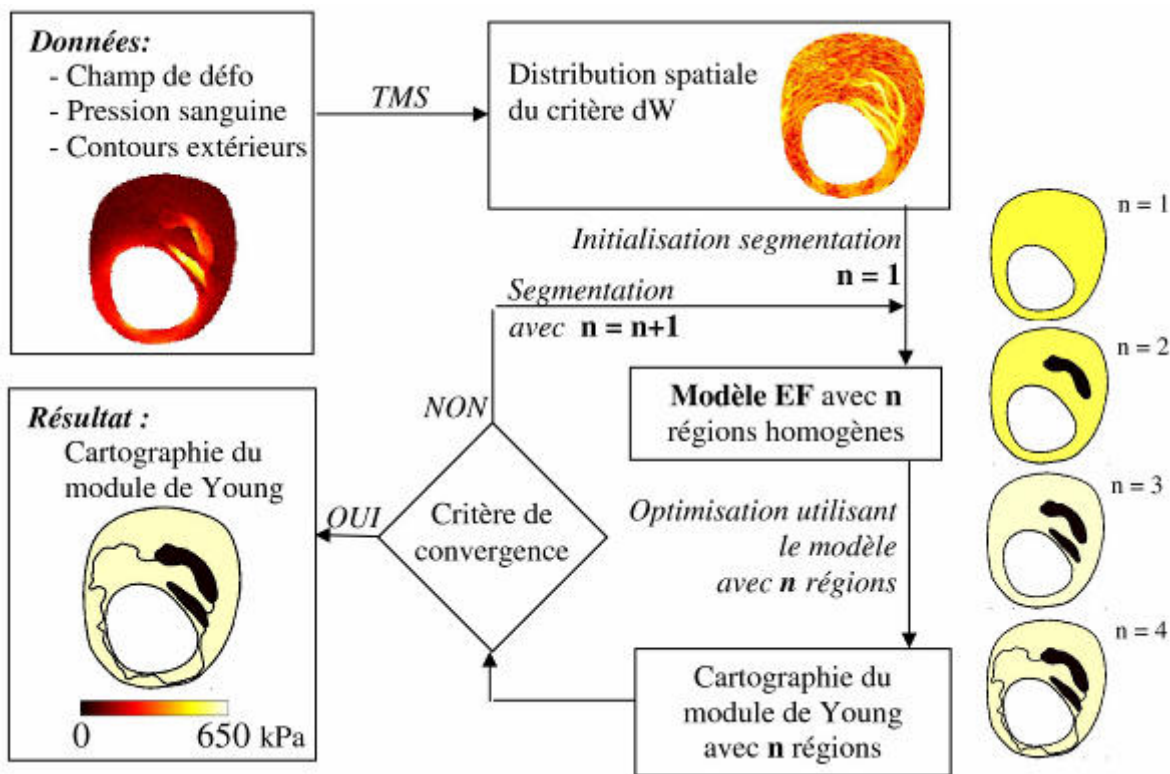 Données:
- Champ de défo
- Pression sanguine
- Contours extérieurs
TMS
Distribution spatiale
du critère dW
Initialisation segmentation
n = 1
Segmentation
avec n = n+1
Modèle EF avec n
régions homogènes
Optimisation utilisant
le modèle
avec n régions
Cartographie du
module de Young
avec n régions
Critère de
convergence
NON
OUI
Résultat :
Cartographie du
module de Young
0 650 kPa
n = 1
n = 2
n = 3
n = 4